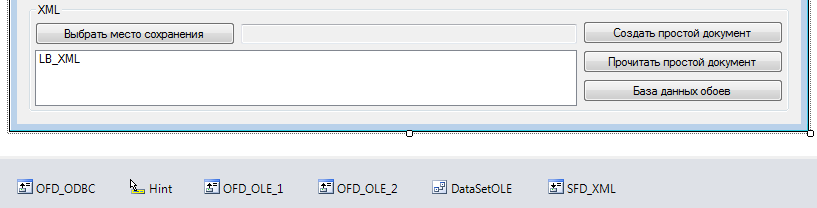 XML
Выбрать место сохранения
Создать простой документ
LB_XML
Прочитать простой документ
База данных обоев
OFD_ODBC Hint OFD_OLE_1 OFD_OLE_2 DataSetOLE SFD_XML